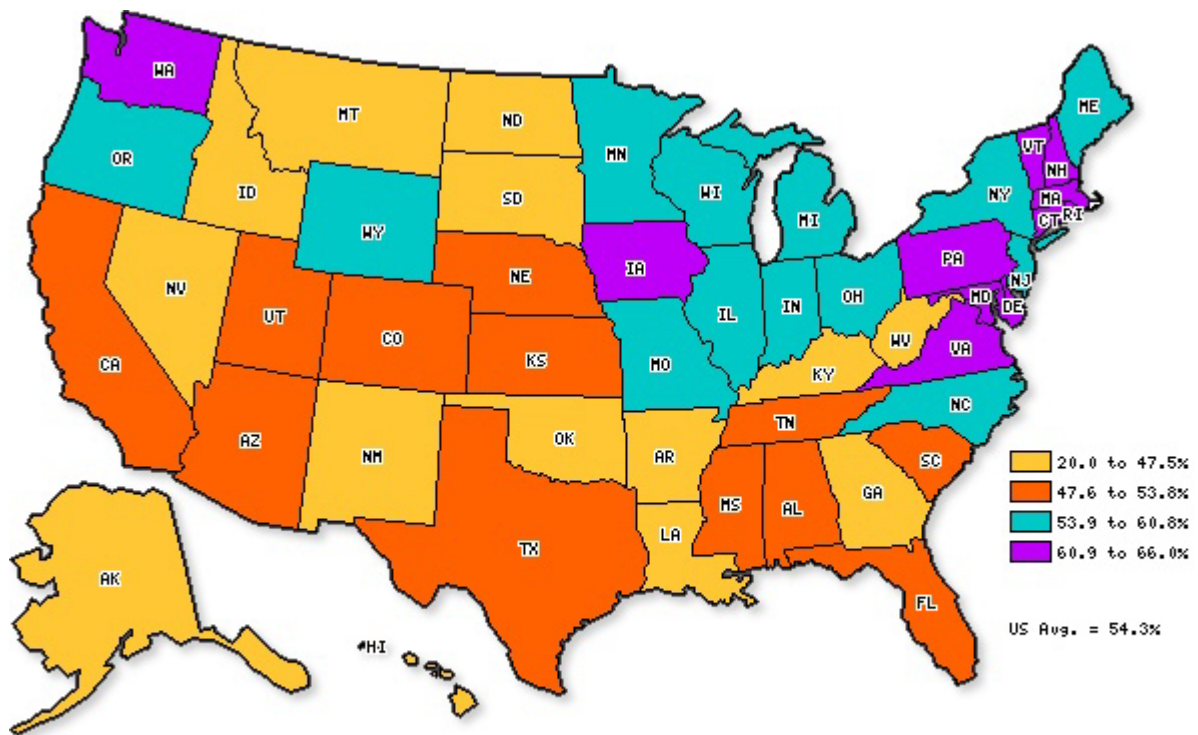 WA
MT
ND
MN
ME
VT
NH
OR
ID
SD
WI
MI
NY
MA
CT
RI
WY
IA
PA
NJ
NV
NE
IL
IN
OH
MD
DE
UT
CO
KS
MO
KY
WV
VA
CA
AZ
NM
OK
AR
TN
NC
SC
MS
AL
GA
TX
LA
FL
AK
HI
20.0 to 47.5%
47.6 to 53.8%
53.9 to 60.8%
60.9 to 66.0%
US Avg. = 54.3%